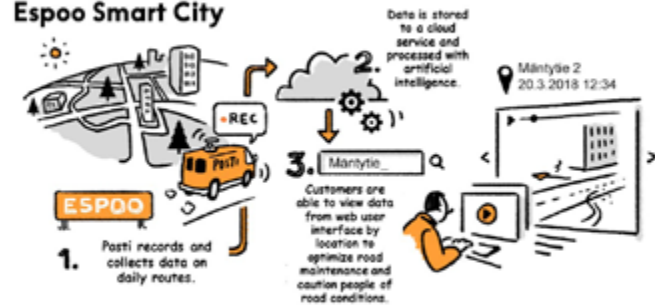 Espoo Smart City
REC
Posti
ESPOO
1. Posti records and
collects data on
daily routes.
2. Data is stored
to a cloud
service and
processed with
artificial
intelligence.
3. Mäntytie_
Customers are
able to view data
from web user
interface by
location to
optimize road
maintenance and
caution people of
road conditions.
Mäntytie 2
20.3.2018 12:34